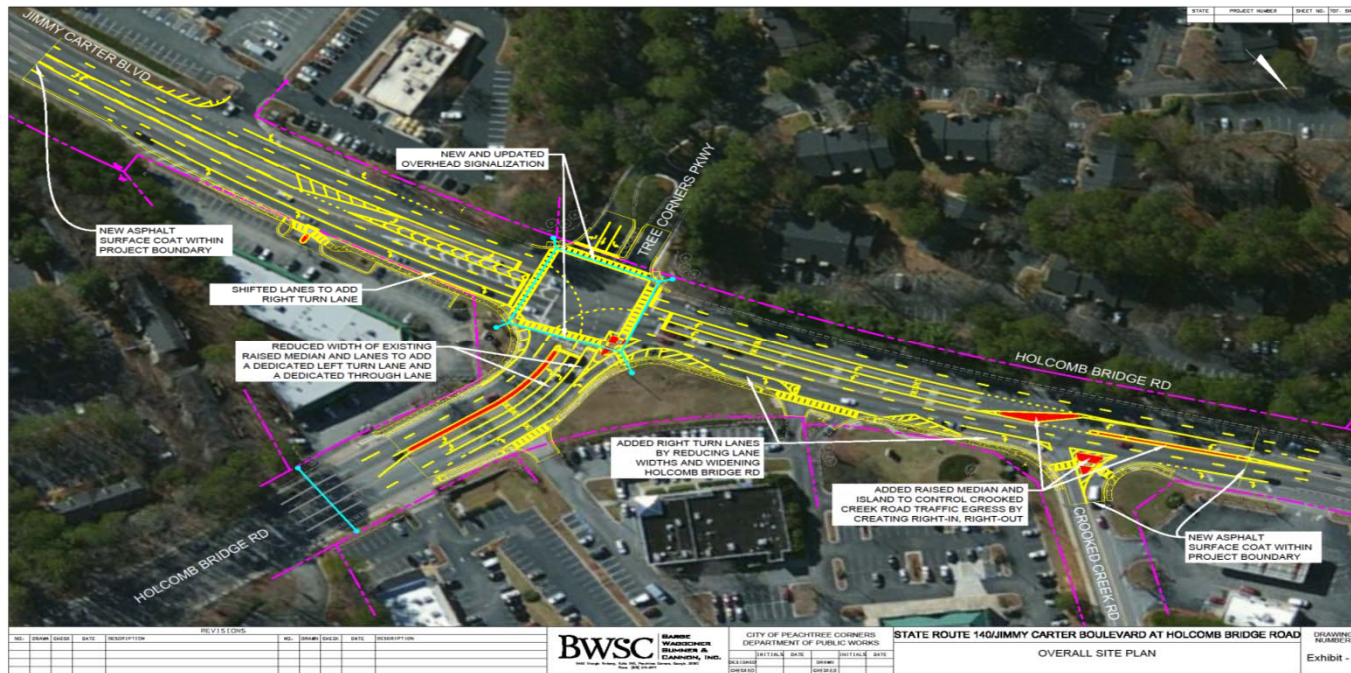 STATE PROJECT NUMBER SHEET NO.
JIMMY CARTER BLVD
NEW AND UPDATED
OVERHEAD SIGNALIZATION
TREE CORNERS PKWY
NEW ASPHALT
SURFACE COAT WITHIN
PROJECT BOUNDARY
SHIFTED LANES TO ADD
RIGHT TURN LANE
REDUCED WIDTH OF EXISTING
RAISED MEDIAN AND LANES TO ADD
A DEDICATED LEFT TURN LANE AND
A DEDICATED THROUGH LANE
HOLCOMB BRIDGE RD
ADDED RIGHT TURN LANES
BY REDUCING LANE
WIDTHS AND WIDENING
HOLCOMB BRIDGE RD
ADDED RAISED MEDIAN AND
ISLAND TO CONTROL CROOKED
CREEK ROAD TRAFFIC EGRESS BY
CREATING RIGHT-IN, RIGHT-OUT
NEW ASPHALT
SURFACE COAT WITHIN
PROJECT BOUNDARY
CROOKED CREEK RD
HOLCOMB BRIDGE RD
REVISIONS
NO. DRAWN CHECK DATE DESCRIPTION
NO. DRAWN CHECK DATE DESCRIPTION
BWSC
BARGE
WAGGONER
SUMNER &
CANNON, INC.
CITY OF PEACHTREE CORNERS
DEPARTMENT OF PUBLIC WORKS
INITIALS DATE INITIALS DATE
DESIGNED DRAWN
CHECKED CHECKED
STATE ROUTE 140/JIMMY CARTER BOULEVARD AT HOLCOMB BRIDGE ROAD
OVERALL SITE PLAN
DRAWING
NUMBER
Exhibit -